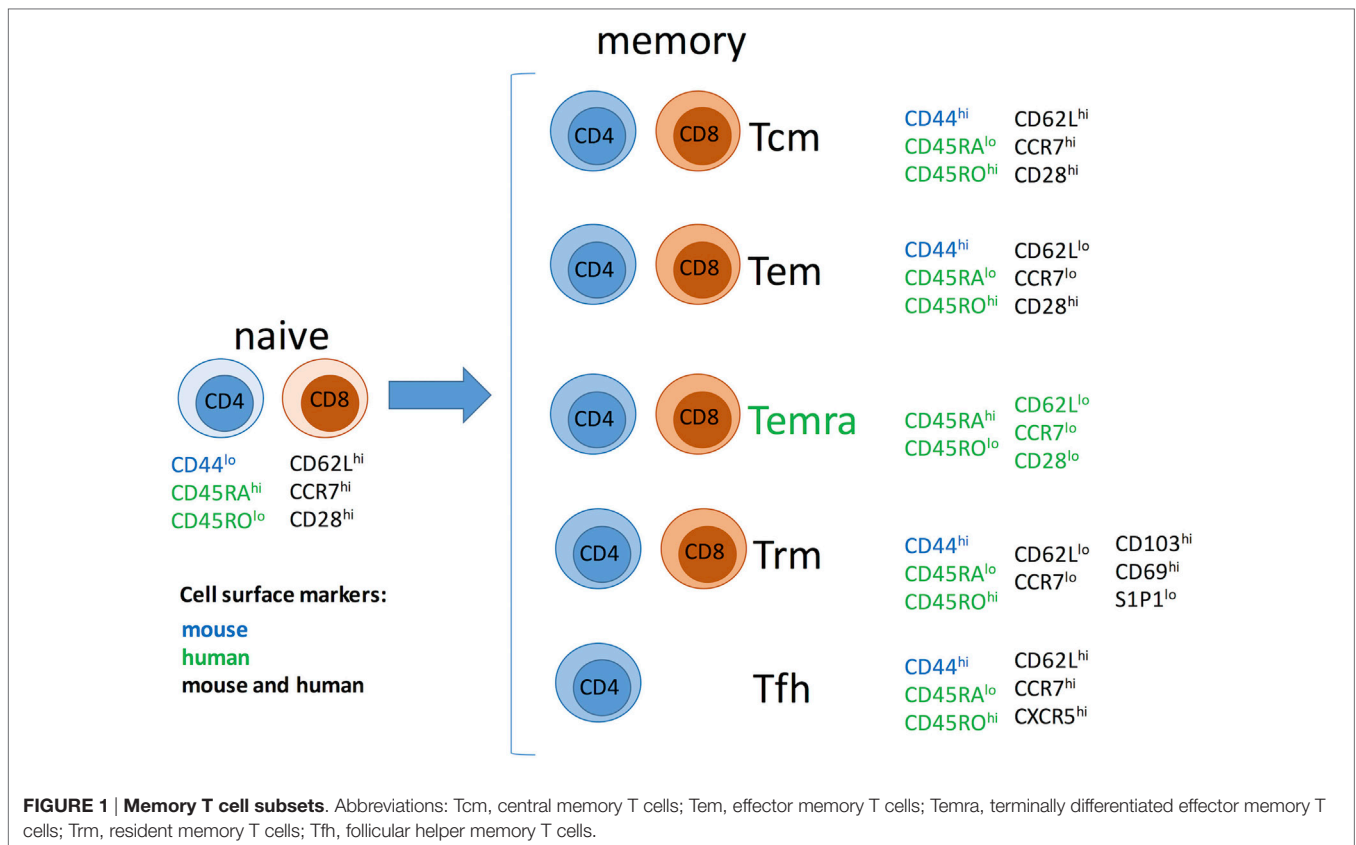 memory
CD4 CD8 Tcm
CD44hi CD62Lhi
CD45RAlo CCR7hi
CD45ROhi CD28hi
CD4 CD8 Tem
CD44hi CD62Llo
CD45RAlo CCR7lo
CD45ROhi CD28hi
naive
CD4 CD8
CD44lo CD62Lhi
CD45RAhi CCR7hi
CD45ROlo CD28hi
CD4 CD8 Temra
CD45RAhi CD62Llo
CD45ROlo CCR7lo
CD28lo
CD4 CD8 Trm
CD44hi CD62Llo CD103hi
CD45RAlo CCR7lo CD69hi
CD45ROhi S1P1lo
Cell surface markers:
mouse
human
mouse and human
CD4 Tfh
CD44hi CD62Lhi
CD45RAlo CCR7hi
CD45ROhi CXCR5hi
FIGURE 1 | Memory T cell subsets. Abbreviations: Tcm, central memory T cells; Tem, effector memory T cells; Temra, terminally differentiated effector memory T
cells; Trm, resident memory T cells; Tfh, follicular helper memory T cells.